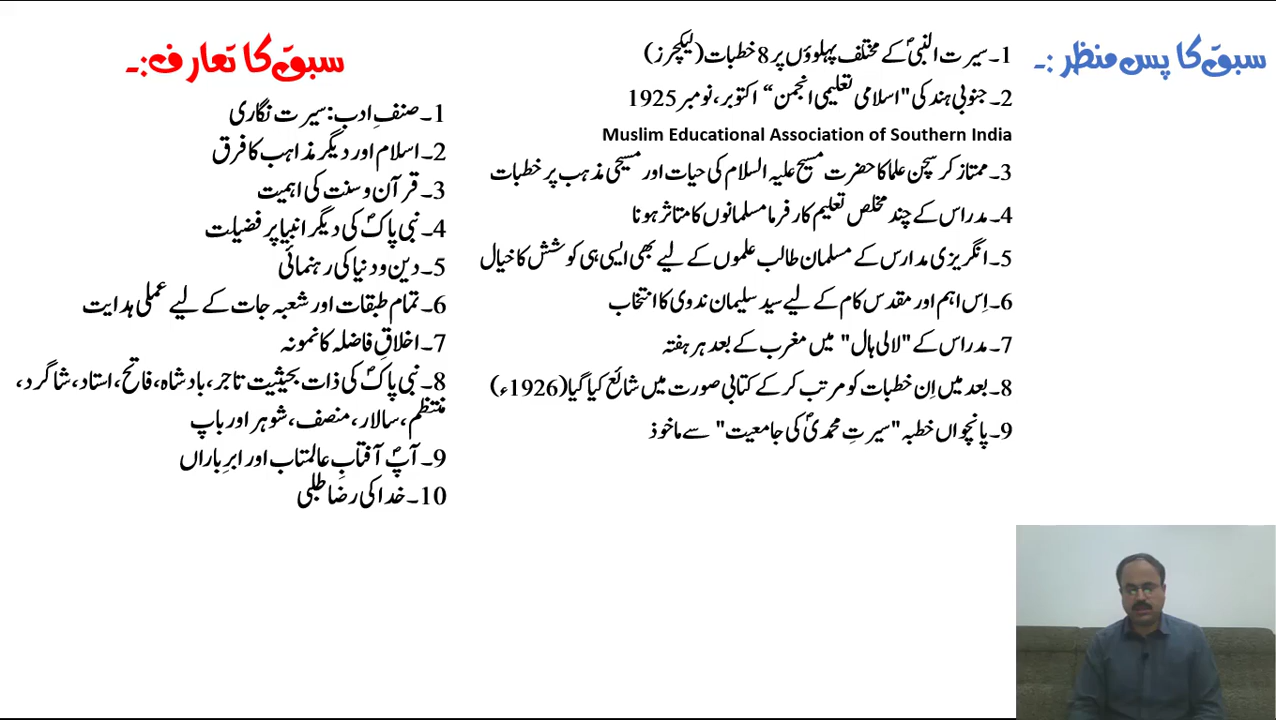 سبق کا پس منظر :۔
1۔ سیرت النبیؐ کے مختلف پہلوؤں پر 8 خطبات (لیکچرز)
2۔ جنوبی ہند کی "اسلامی تعلیمی انجمن“ اکتوبر، نومبر 1925
Muslim Educational Association of Southern India
3۔ ممتاز کرسچن علما کا حضرت مسیح علیہ السلام کی حیات اور مسیحی مذہب پر خطبات
4۔ مدراس کے چند مخلص تعلیم کار فرما مسلمانوں کا متاثر ہونا
5۔ انگریزی مدارس کے مسلمان طالب علموں کے لیے بھی ایسی ہی کوشش کا خیال
6۔ اِس اہم اور مقدس کام کے لیے سید سلیمان ندوی کا انتخاب
7۔ مدراس کے "لالی ہال" میں مغرب کے بعد ہر ہفتہ
8۔ بعد میں اِن خطبات کو مرتب کر کے کتابی صورت میں شائع کیا گیا (1926ء)
9۔ پانچواں خطبہ "سیرتِ محمدیؐ کی جامعیت" سے ماخوذ
سبق کا تعارف:۔
1۔ صنفِ ادب: سیرت نگاری
2۔ اسلام اور دیگر مذاہب کا فرق
3۔ قرآن و سنت کی اہمیت
4۔ نبی پاکؐ کی دیگر انبیا پر فضیلت
5۔ دین و دنیا کی رہنمائی
6۔ تمام طبقات اور شعبہ جات کے لیے عملی ہدایت
7۔ اخلاقِ فاضلہ کا نمونہ
8۔ نبی پاکؐ کی ذات بحیثیت تاجر، بادشاہ، فاتح، استاد، شاگرد،
منتظم، سالار، منصف، شوہر اور باپ
9۔ آپؐ آفتابِ عالمتاب اور ابرِ باراں
10۔ خدا کی رضا طلبی